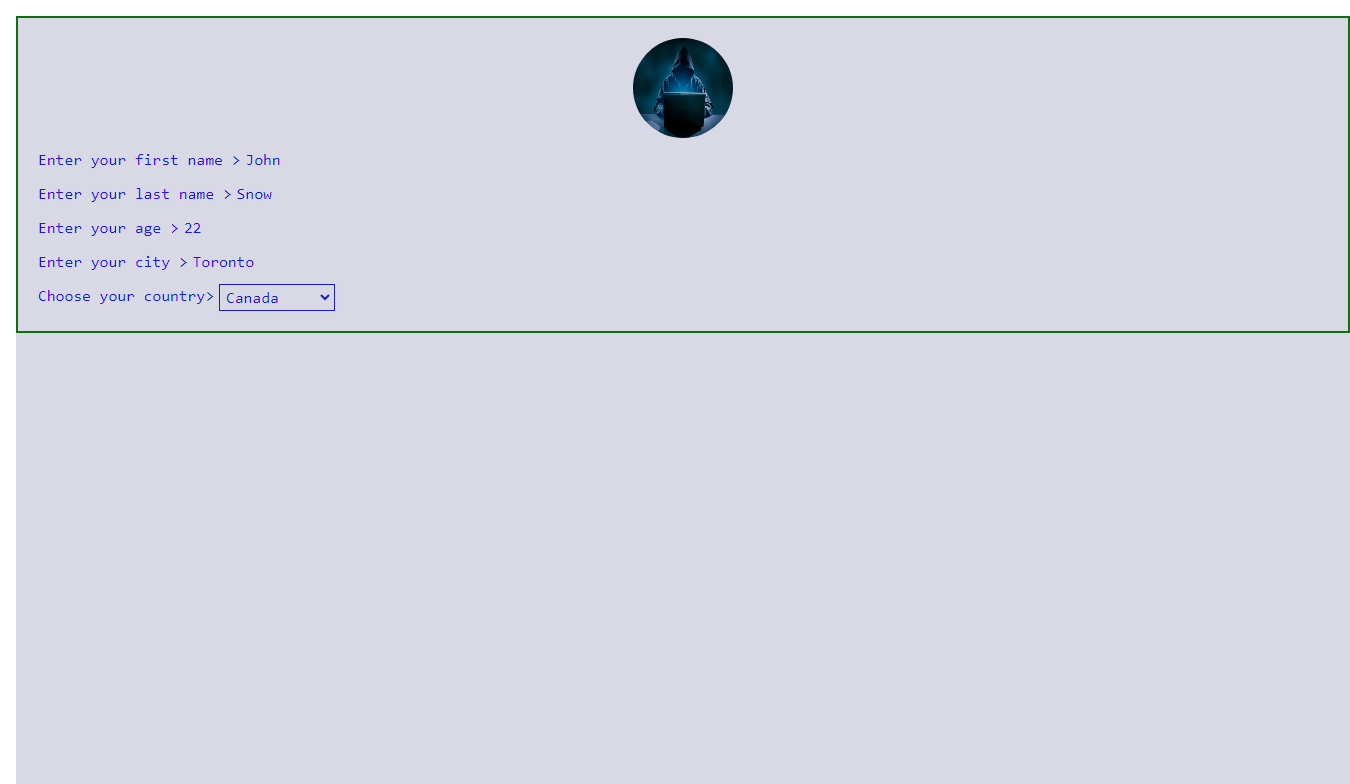 Enter your first name > John
Enter your last name > Snow
Enter your age > 22
Enter your city > Toronto
Choose your country> Canada